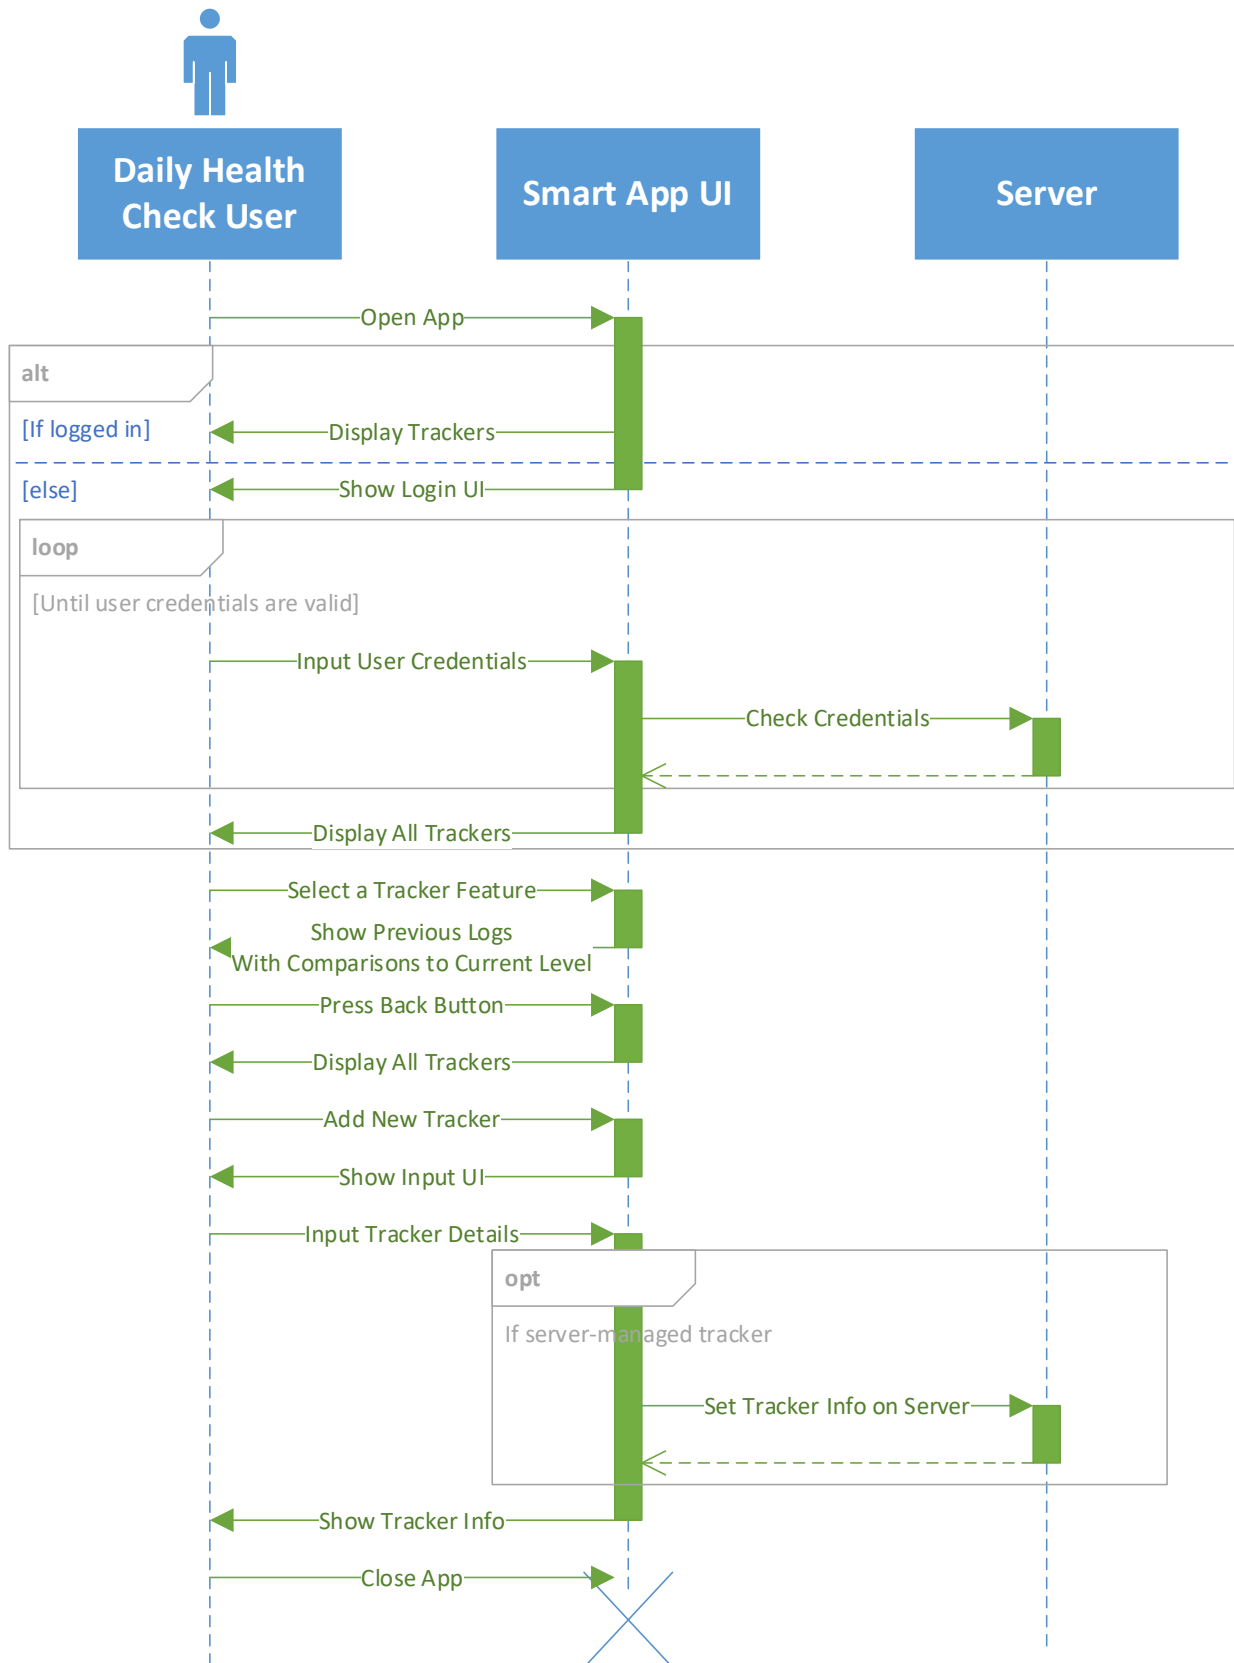 Daily Health
Check User
Smart App UI
Server
Open App
alt
[If logged in]
Display Trackers
[else]
Show Login UI
loop
[Until user credentials are valid]
Input User Credentials
Check Credentials
Display All Trackers
Select a Tracker Feature
Show Previous Logs
With Comparisons to Current Level
Press Back Button
Display All Trackers
Add New Tracker
Show Input UI
Input Tracker Details
opt
If server-managed tracker
Set Tracker Info on Server
Show Tracker Info
Close App